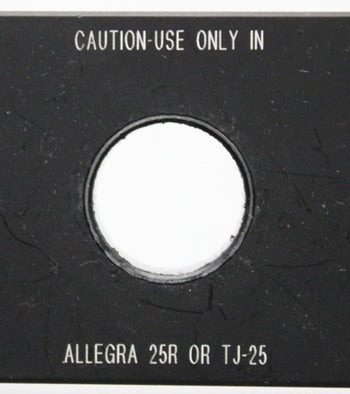 CAUTION-USE ONLY IN
ALLEGRA 25R OR TJ-25